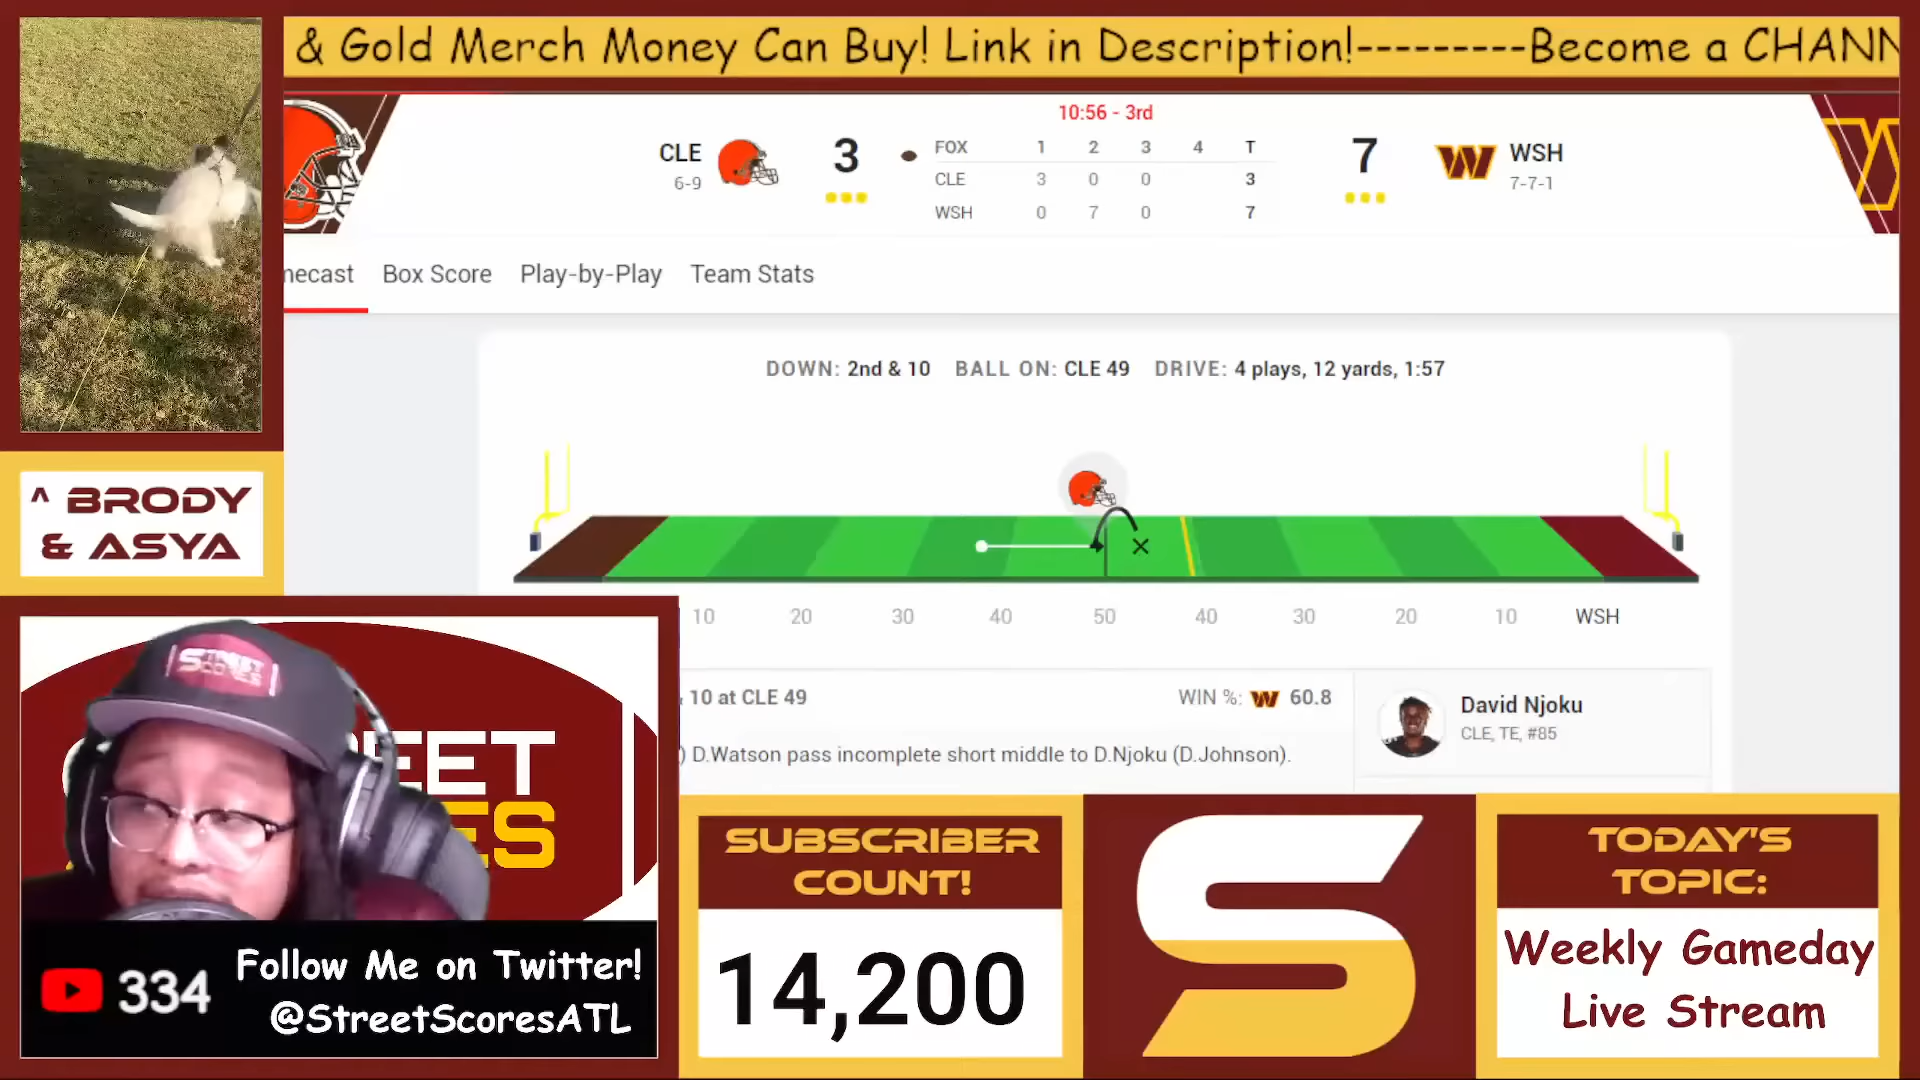 & Gold Merch Money Can Buy! Link in Description!---------Become a CHANN
10:56 - 3rd
CLE
6-9
3
FOX 1 2 3 4 T
CLE 3 0 0 3
WSH 0 7 0 7
7
WSH
7-7-1
necast Box Score Play-by-Play Team Stats
DOWN: 2nd & 10 BALL ON: CLE 49 DRIVE: 4 plays, 12 yards, 1:57
^ BRODY
& ASYA
10 20 30 40 50 40 30 20 10 WSH
10 at CLE 49
WIN %: W 60.8
) D.Watson pass incomplete short middle to D.Njoku (D.Johnson).
David Njoku
CLE, TE, #85
STREET
SCORES
EET
ES
334
Follow Me on Twitter!
@StreetScoresATL
SUBSCRIBER
COUNT!
14,200
S
TODAY'S
TOPIC:
Weekly Gameday
Live Stream